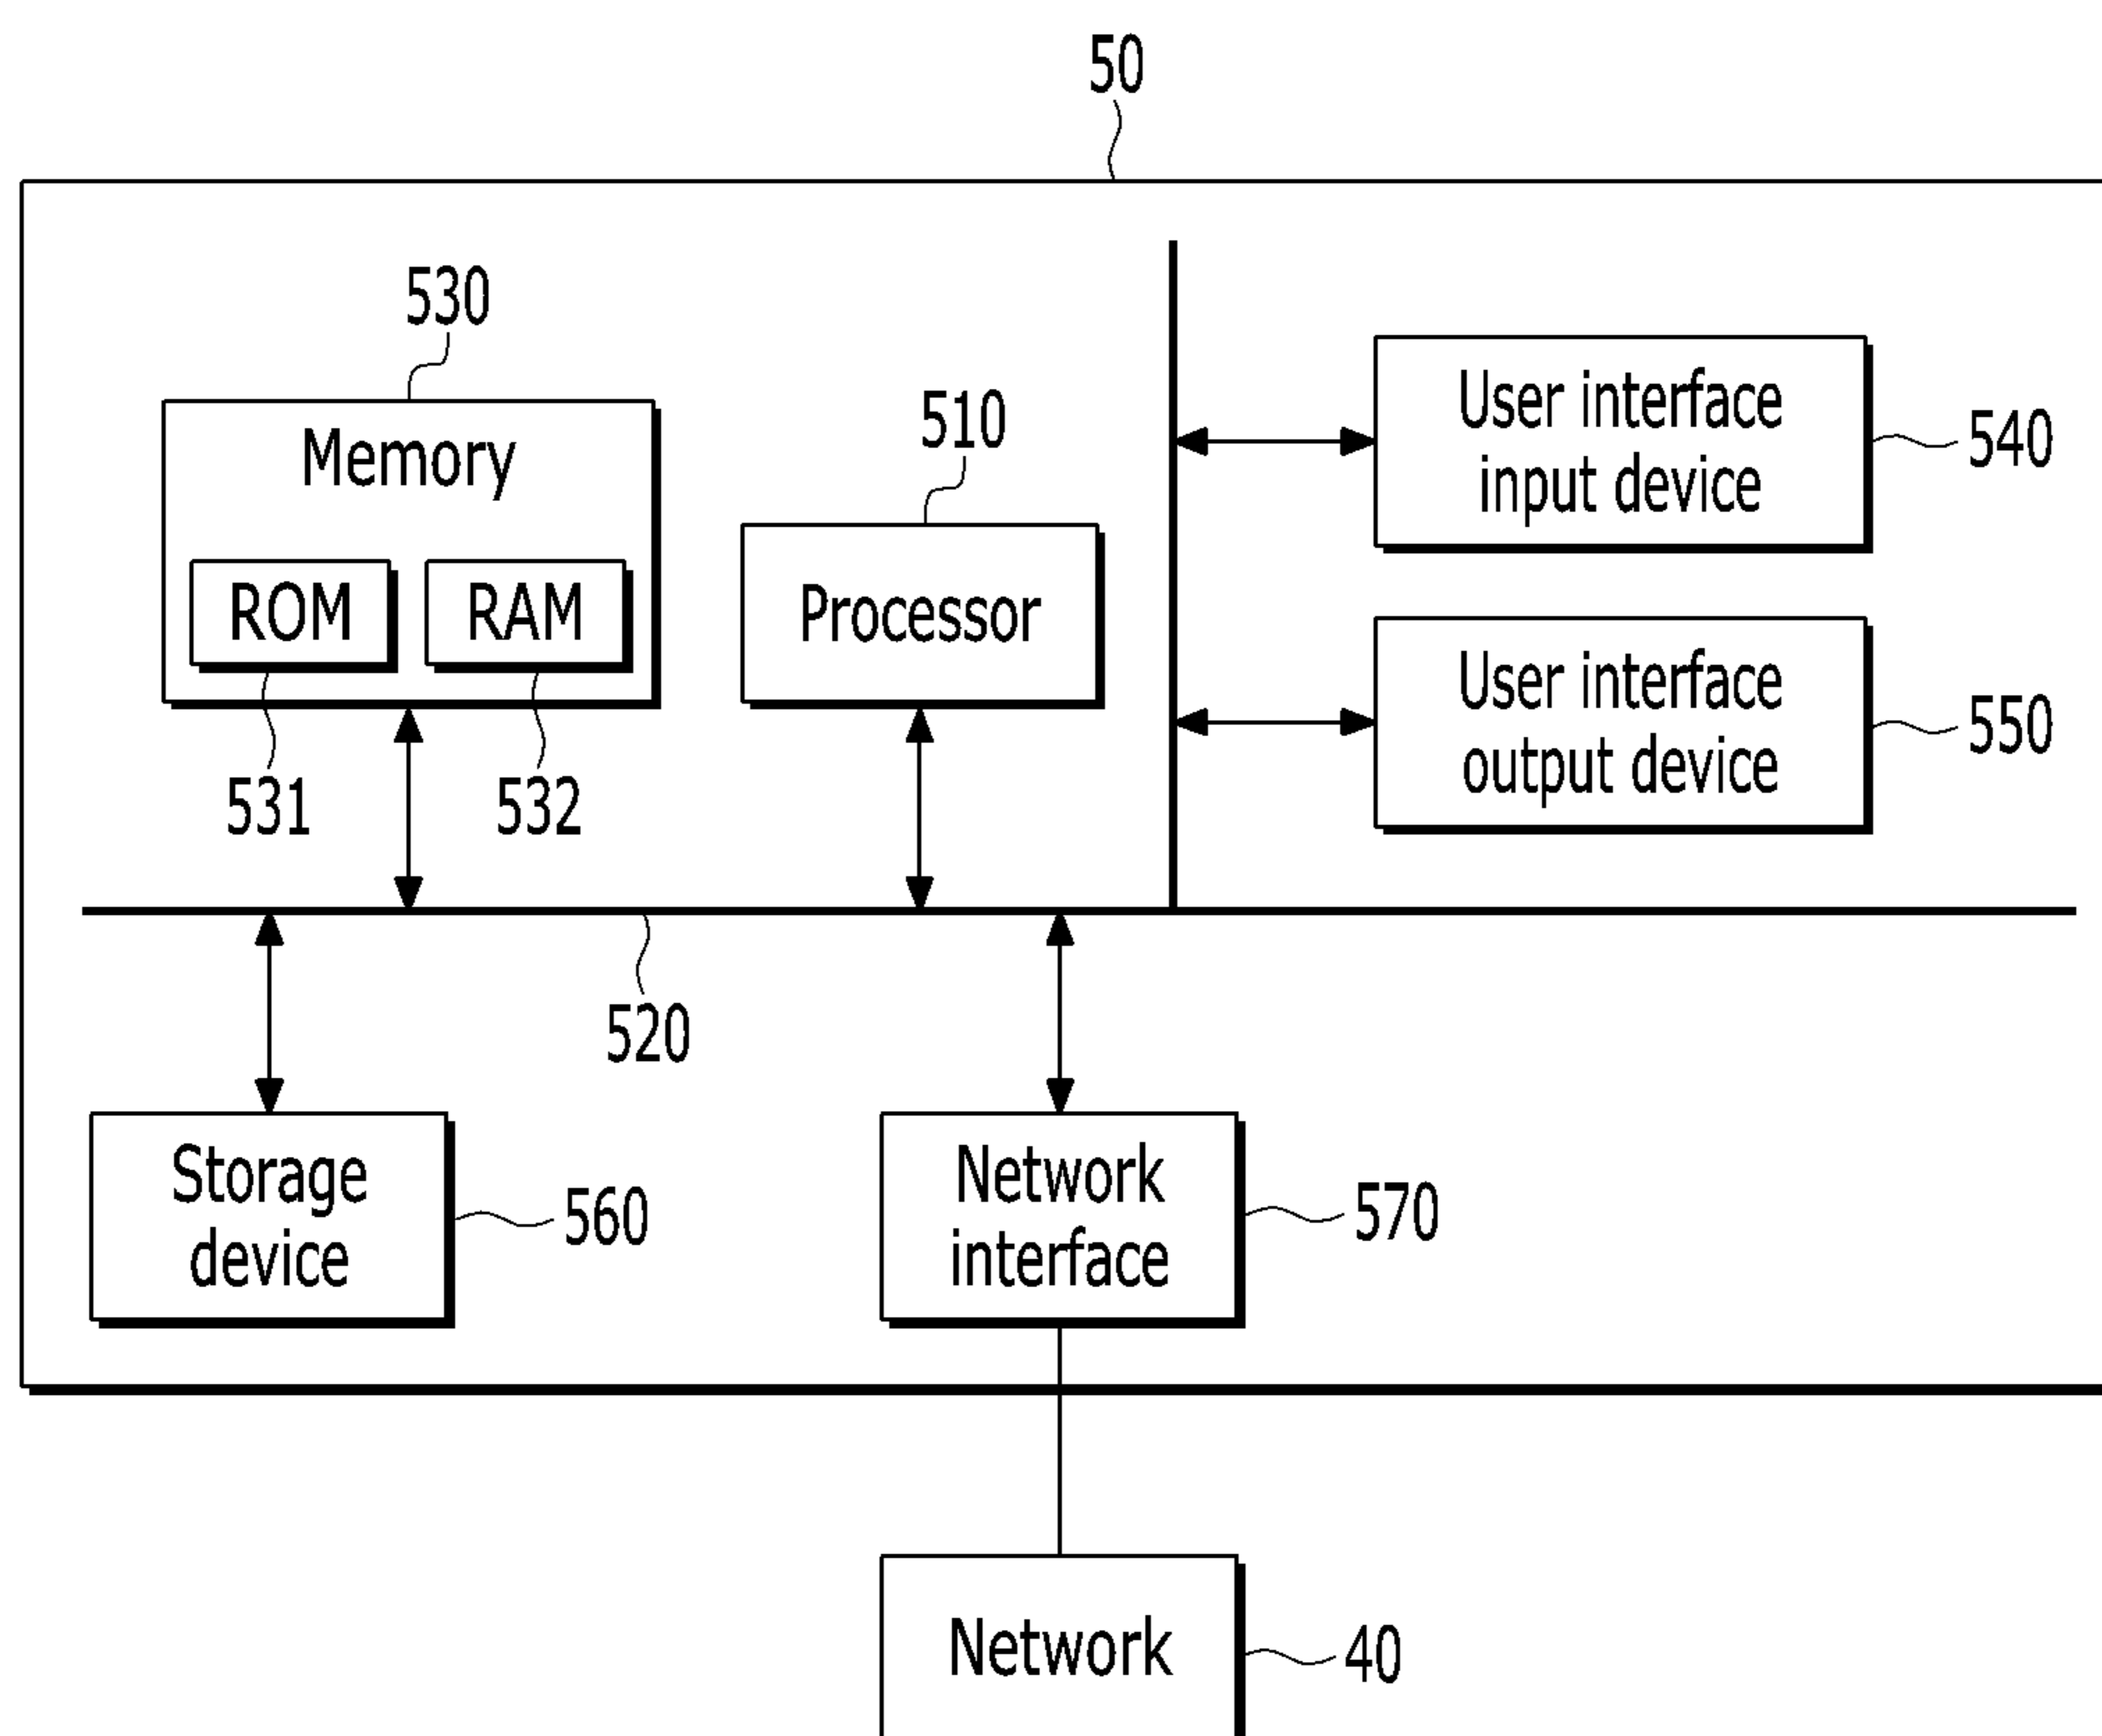 50
530
Memory
ROM
RAM
531
532
510
Processor
User interface
input device
540
User interface
output device
550
520
Storage
device
560
Network
interface
570
Network
40